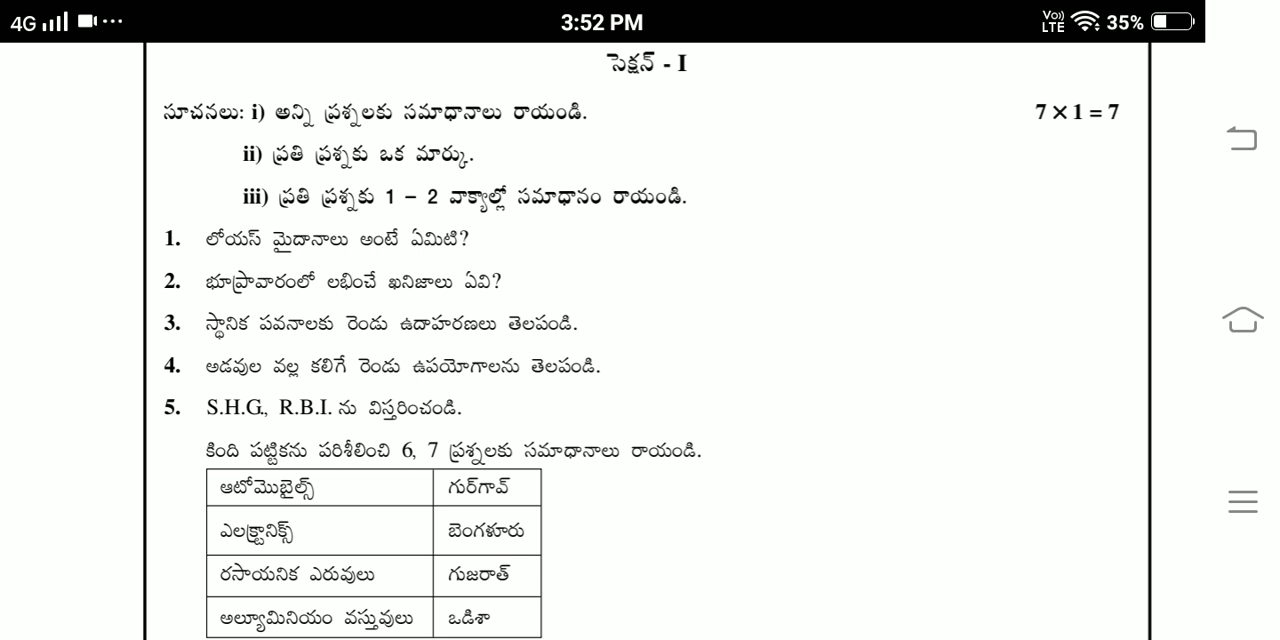 4G ...
3:52 PM
Vo)) LTE 35%
సెక్షన్ - I
సూచనలు: i) అన్ని ప్రశ్నలకు సమాధానాలు రాయండి. 7 × 1 = 7
ii) ప్రతి ప్రశ్నకు ఒక మార్కు.
iii) ప్రతి ప్రశ్నకు 1 – 2 వాక్యాల్లో సమాధానం రాయండి.
1. లోయస్ మైదానాలు అంటే ఏమిటి?
2. భూప్రావారంలో లభించే ఖనిజాలు ఏవి?
3. స్థానిక పవనాలకు రెండు ఉదాహరణలు తెలపండి.
4. అడవుల వల్ల కలిగే రెండు ఉపయోగాలను తెలపండి.
5. S.H.G., R.B.I. ను విస్తరించండి.
కింది పట్టికను పరిశీలించి 6, 7 ప్రశ్నలకు సమాధానాలు రాయండి.
ఆటోమొబైల్స్ గుర్‌గావ్
ఎలక్ట్రానిక్స్ బెంగళూరు
రసాయనిక ఎరువులు గుజరాత్
అల్యూమినియం వస్తువులు ఒడిశా